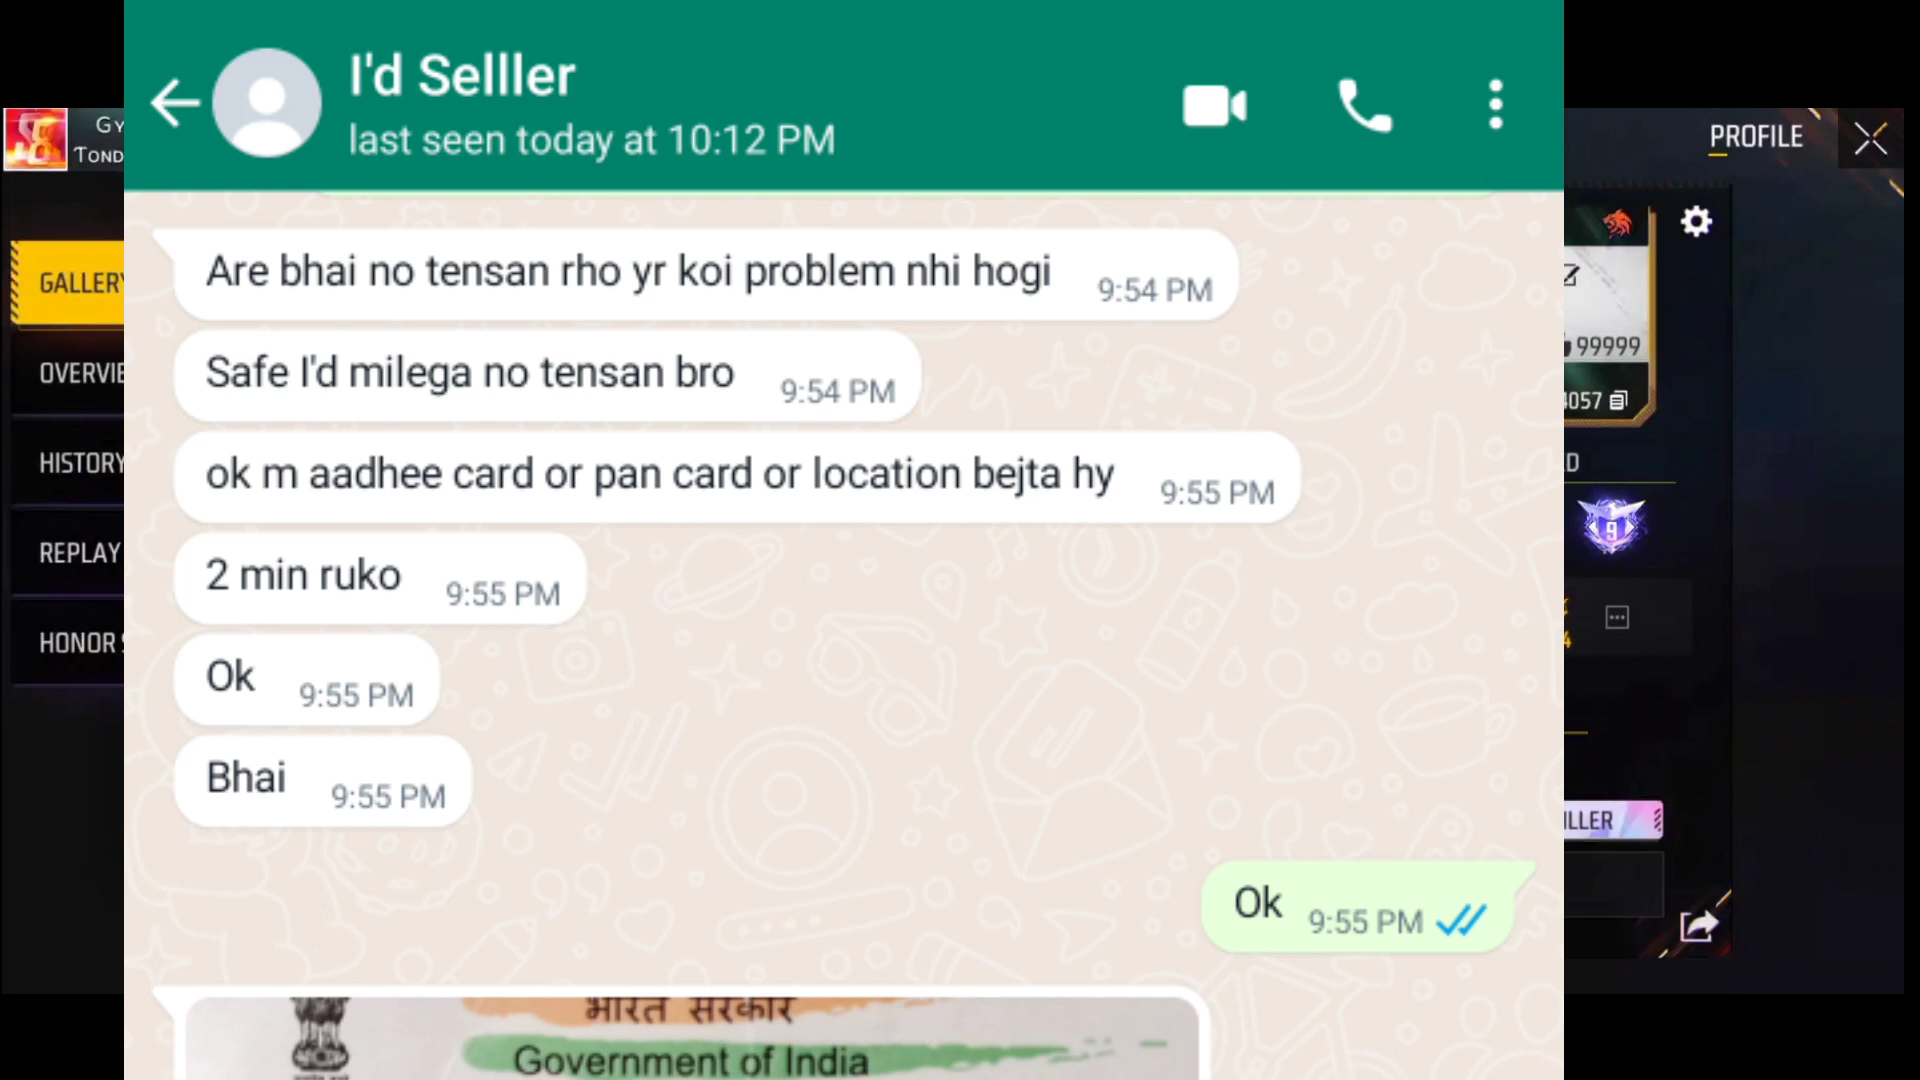 I'd Selller
last seen today at 10:12 PM
Are bhai no tensan rho yr koi problem nhi hogi 9:54 PM
Safe I'd milega no tensan bro 9:54 PM
ok m aadhee card or pan card or location bejta hy 9:55 PM
2 min ruko 9:55 PM
Ok 9:55 PM
Bhai 9:55 PM
Ok 9:55 PM
भारत सरकार
Government of India
GALLERY
HISTORY
REPLAY
HONOR
PROFILE
99999
9